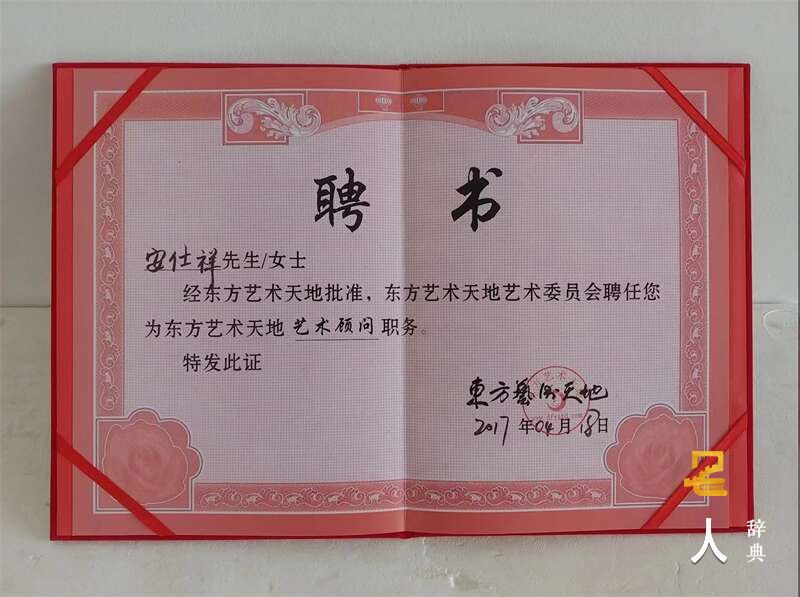 聘 书
安仕祥先生/女士
经东方艺术天地批准，东方艺术天地艺术委员会聘任您
为东方艺术天地 艺术顾问 职务。
特发此证
艺术
東方藝術天地
2017年04月18日
名人
辞典